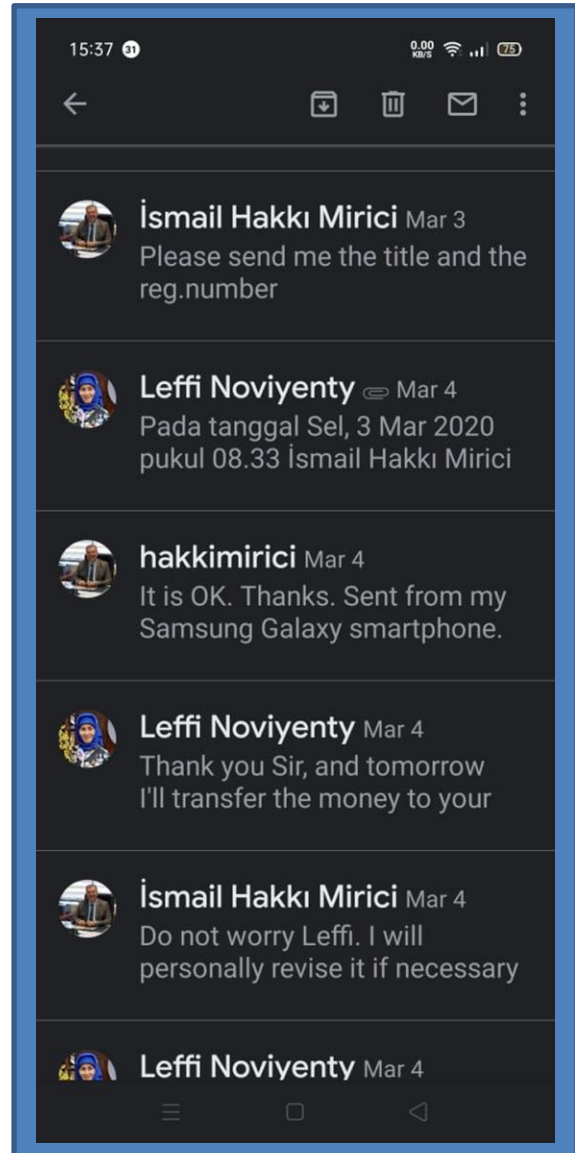 15:37 31 0.00 KB/S 75
İsmail Hakkı Mirici Mar 3
Please send me the title and the
reg.number
Leffi Noviyenty Mar 4
Pada tanggal Sel, 3 Mar 2020
pukul 08.33 İsmail Hakkı Mirici
hakkimirici Mar 4
It is OK. Thanks. Sent from my
Samsung Galaxy smartphone.
Leffi Noviyenty Mar 4
Thank you Sir, and tomorrow
I'll transfer the money to your
İsmail Hakkı Mirici Mar 4
Do not worry Leffi. I will
personally revise it if necessary
Leffi Noviyenty Mar 4